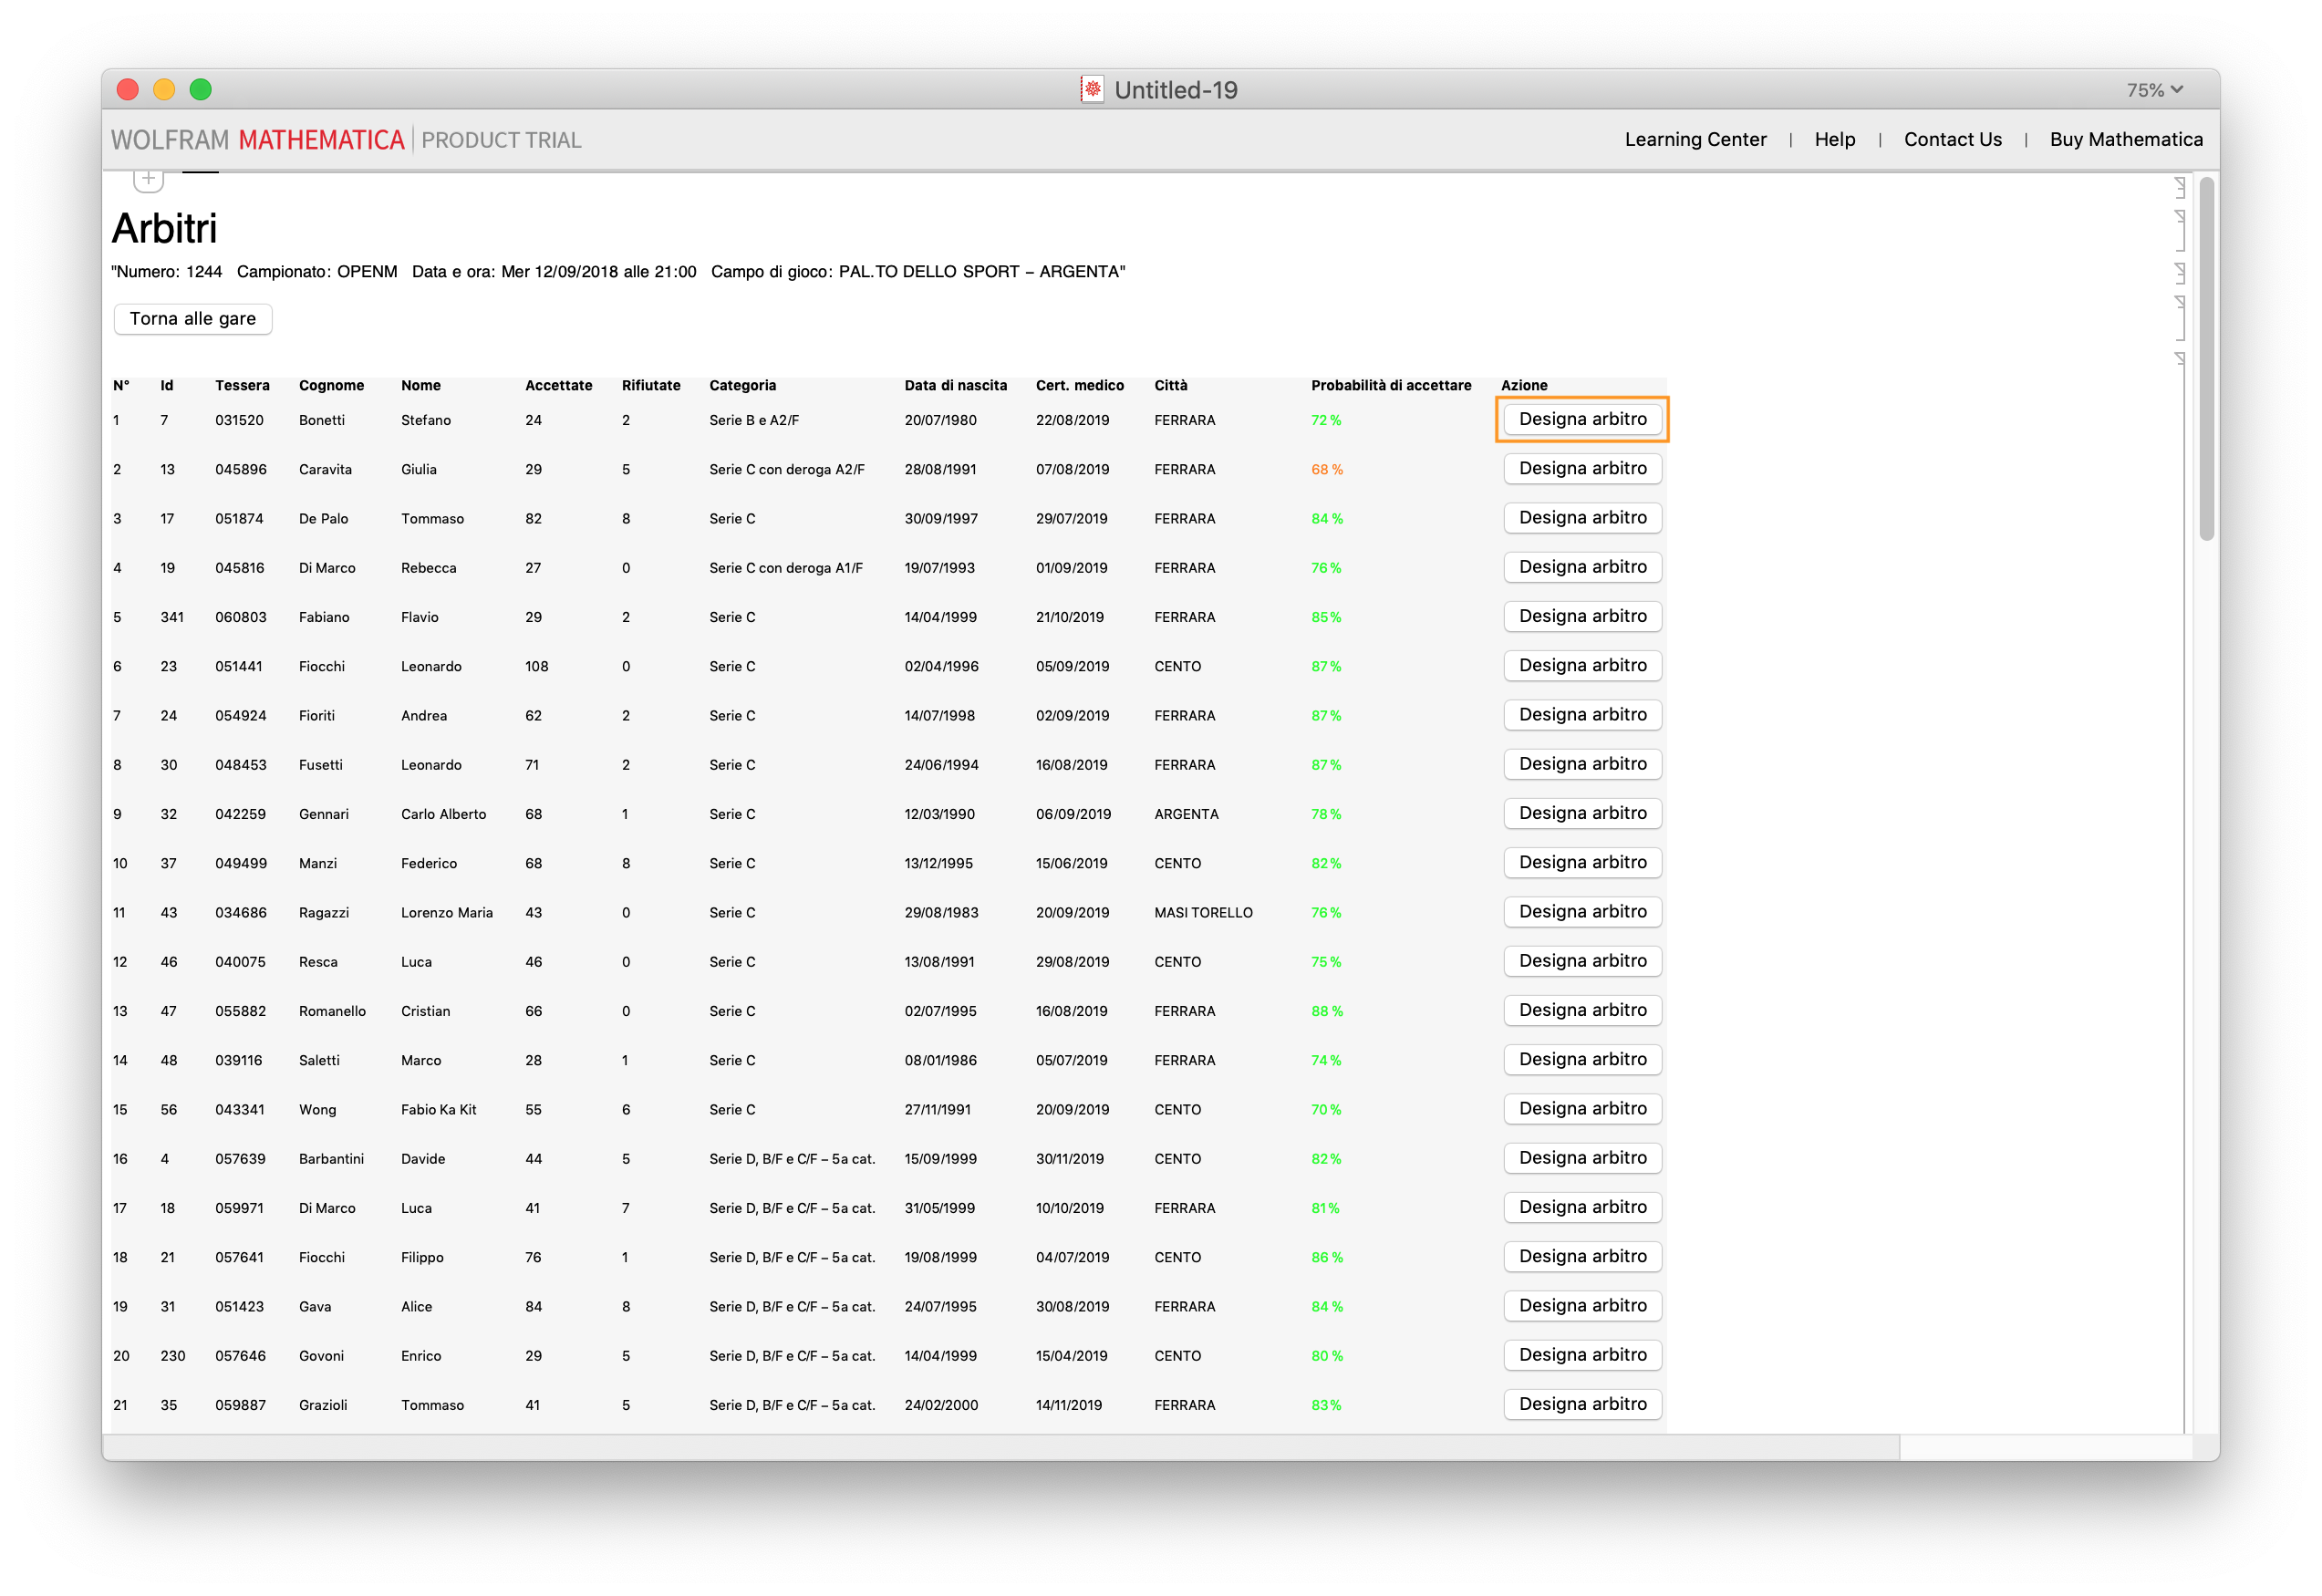 Untitled-19
75%
WOLFRAM MATHEMATICA | PRODUCT TRIAL Learning Center | Help | Contact Us | Buy Mathematica
Arbitri
"Numero: 1244 Campionato: OPENM Data e ora: Mer 12/09/2018 alle 21:00 Campo di gioco: PAL.TO DELLO SPORT – ARGENTA"
Torna alle gare
N° Id Tessera Cognome Nome Accettate Rifiutate Categoria Data di nascita Cert. medico Città Probabilità di accettare Azione
1 7 031520 Bonetti Stefano 24 2 Serie B e A2/F 20/07/1980 22/08/2019 FERRARA 72% Designa arbitro
2 13 045896 Caravita Giulia 29 5 Serie C con deroga A2/F 28/08/1991 07/08/2019 FERRARA 68% Designa arbitro
3 17 051874 De Palo Tommaso 82 8 Serie C 30/09/1997 29/07/2019 FERRARA 84% Designa arbitro
4 19 045816 Di Marco Rebecca 27 0 Serie C con deroga A1/F 19/07/1993 01/09/2019 FERRARA 76% Designa arbitro
5 341 060803 Fabiano Flavio 29 2 Serie C 14/04/1999 21/10/2019 FERRARA 85% Designa arbitro
6 23 051441 Fiocchi Leonardo 108 0 Serie C 02/04/1996 05/09/2019 CENTO 87% Designa arbitro
7 24 054924 Fioriti Andrea 62 2 Serie C 14/07/1998 02/09/2019 FERRARA 87% Designa arbitro
8 30 048453 Fusetti Leonardo 71 2 Serie C 24/06/1994 16/08/2019 FERRARA 87% Designa arbitro
9 32 042259 Gennari Carlo Alberto 68 1 Serie C 12/03/1990 06/09/2019 ARGENTA 78% Designa arbitro
10 37 049499 Manzi Federico 68 8 Serie C 13/12/1995 15/06/2019 CENTO 82% Designa arbitro
11 43 034686 Ragazzi Lorenzo Maria 43 0 Serie C 29/08/1983 20/09/2019 MASI TORELLO 76% Designa arbitro
12 46 040075 Resca Luca 46 0 Serie C 13/08/1991 29/08/2019 CENTO 75% Designa arbitro
13 47 055882 Romanello Cristian 66 0 Serie C 02/07/1995 16/08/2019 FERRARA 88% Designa arbitro
14 48 039116 Saletti Marco 28 1 Serie C 08/01/1986 05/07/2019 FERRARA 74% Designa arbitro
15 56 043341 Wong Fabio Ka Kit 55 6 Serie C 27/11/1991 20/09/2019 CENTO 70% Designa arbitro
16 4 057639 Barbantini Davide 44 5 Serie D, B/F e C/F – 5a cat. 15/09/1999 30/11/2019 CENTO 82% Designa arbitro
17 18 059971 Di Marco Luca 41 7 Serie D, B/F e C/F – 5a cat. 31/05/1999 10/10/2019 FERRARA 81% Designa arbitro
18 21 057641 Fiocchi Filippo 76 1 Serie D, B/F e C/F – 5a cat. 19/08/1999 04/07/2019 CENTO 86% Designa arbitro
19 31 051423 Gava Alice 84 8 Serie D, B/F e C/F – 5a cat. 24/07/1995 30/08/2019 FERRARA 84% Designa arbitro
20 230 057646 Govoni Enrico 29 5 Serie D, B/F e C/F – 5a cat. 14/04/1999 15/04/2019 CENTO 80% Designa arbitro
21 35 059887 Grazioli Tommaso 41 5 Serie D, B/F e C/F – 5a cat. 24/02/2000 14/11/2019 FERRARA 83% Designa arbitro